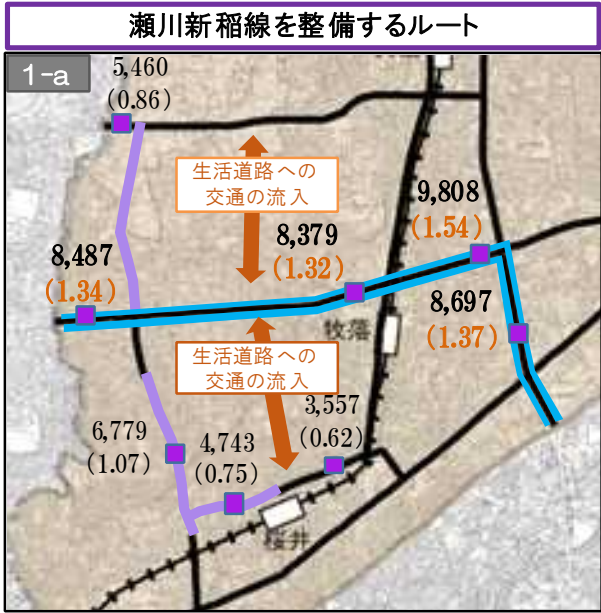 瀬川新稲線を整備するルート
1-a
5,460
(0.86)
生活道路への
交通の流入
9,808
(1.54)
8,379
(1.32)
8,487
(1.34)
8,697
(1.37)
牧落
生活道路への
交通の流入
3,557
(0.62)
6,779
(1.07)
4,743
(0.75)
桜井